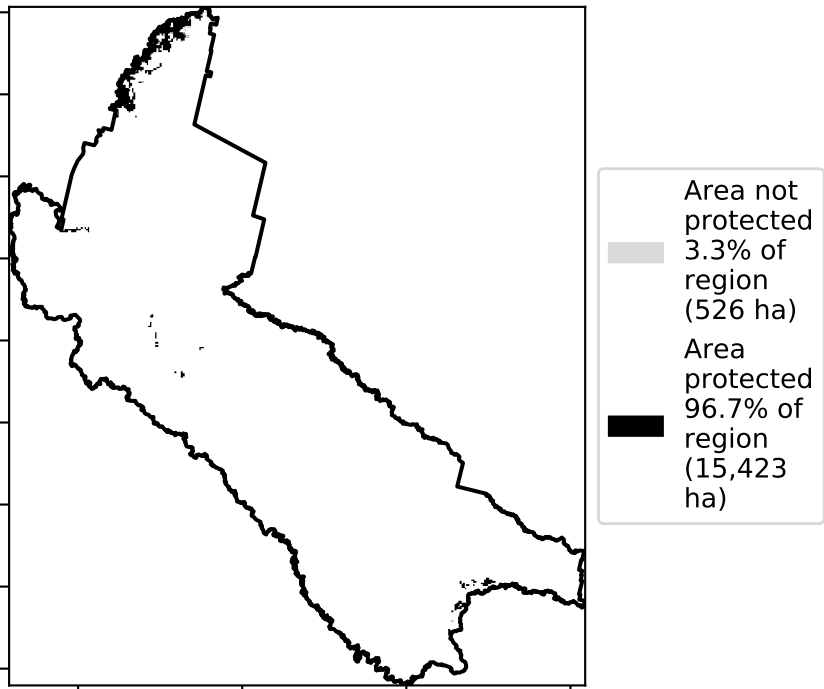 Area not
protected
3.3% of
region
(526 ha)
Area
protected
96.7% of
region
(15,423
ha)